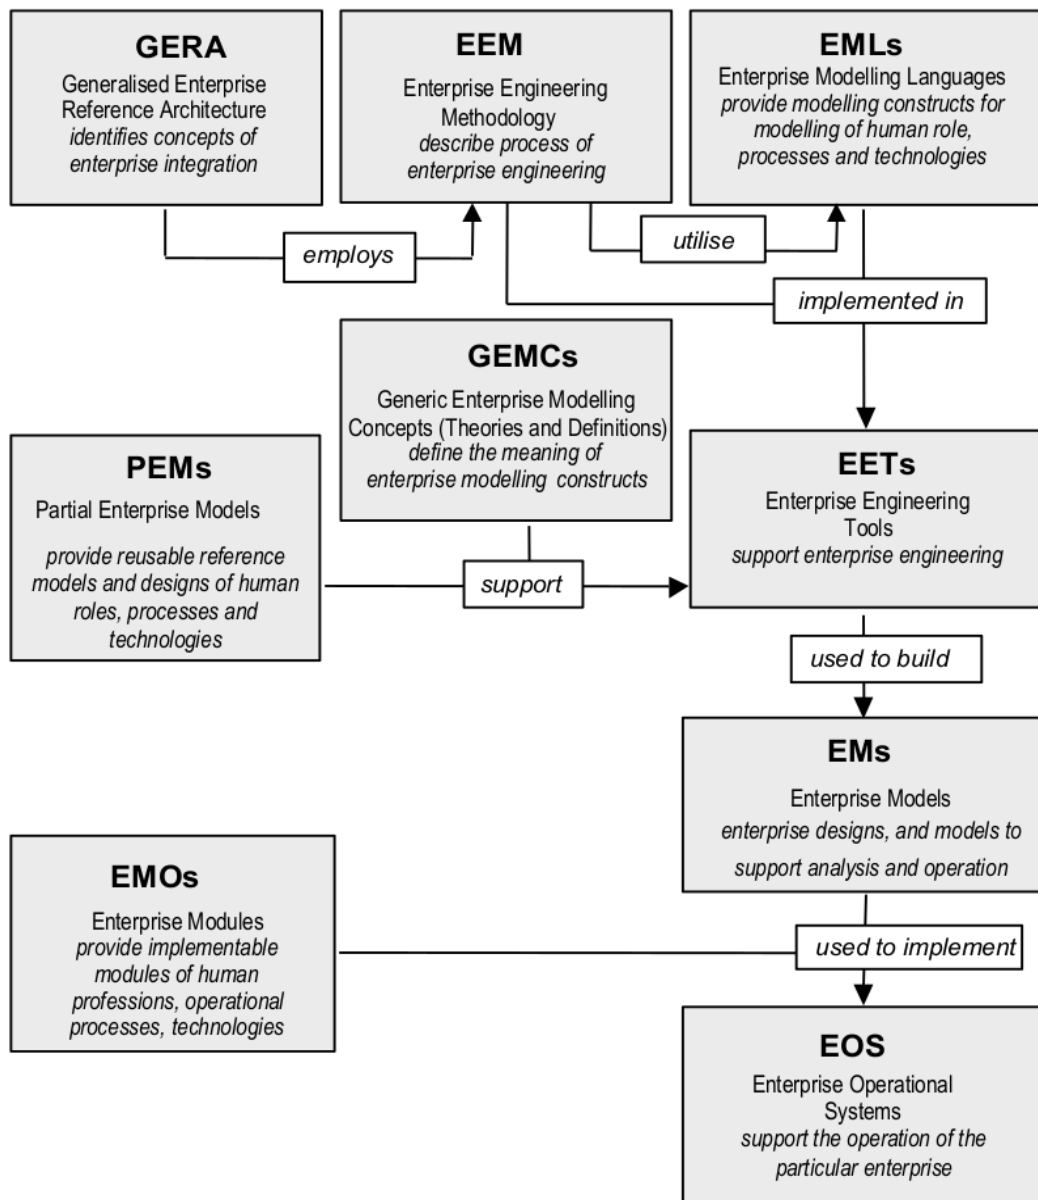 GERA
Generalised Enterprise
Reference Architecture
identifies concepts of
enterprise integration
EEM
Enterprise Engineering
Methodology
describe process of
enterprise engineering
EMLs
Enterprise Modelling Languages
provide modelling constructs for
modelling of human role,
processes and technologies
employs
utilise
implemented in
GEMCs
Generic Enterprise Modelling
Concepts (Theories and Definitions)
define the meaning of
enterprise modelling constructs
PEMs
Partial Enterprise Models
provide reusable reference
models and designs of human
roles, processes and
technologies
EETs
Enterprise Engineering
Tools
support enterprise engineering
support
used to build
EMs
Enterprise Models
enterprise designs, and models to
support analysis and operation
EMOs
Enterprise Modules
provide implementable
modules of human
professions, operational
processes, technologies
used to implement
EOS
Enterprise Operational
Systems
support the operation of the
particular enterprise